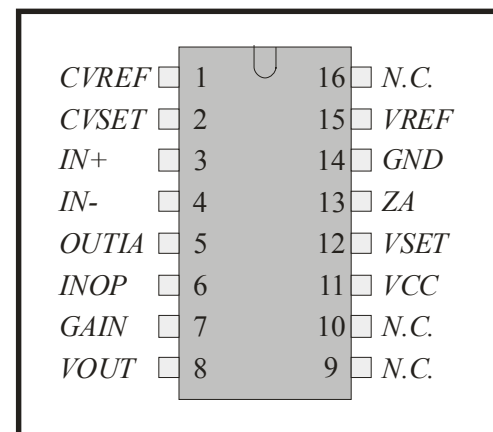 CVREF 1 16 N.C.
CVSET 2 15 VREF
IN+ 3 14 GND
IN- 4 13 ZA
OUTIA 5 12 VSET
INOP 6 11 VCC
GAIN 7 10 N.C.
VOUT 8 9 N.C.